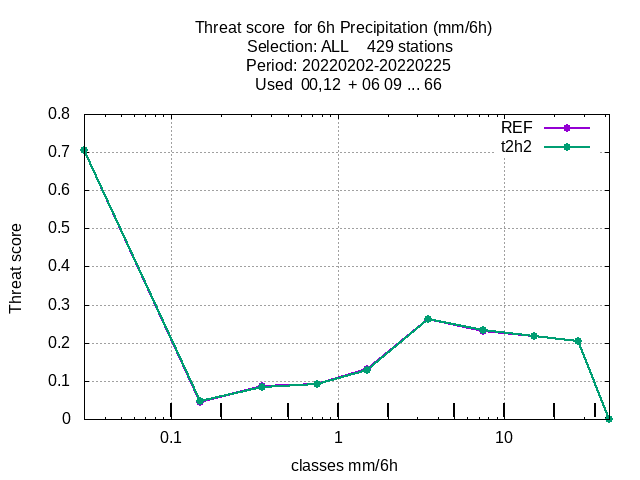 Threat score  for 6h Precipitation (mm/6h)
Selection: ALL    429 stations
Period: 20220202-20220225
Used  00,12  + 06 09 ... 66
REF
t2h2
Threat score
0.8
0.7
0.6
0.5
0.4
0.3
0.2
0.1
0
0.1
1
10
classes mm/6h